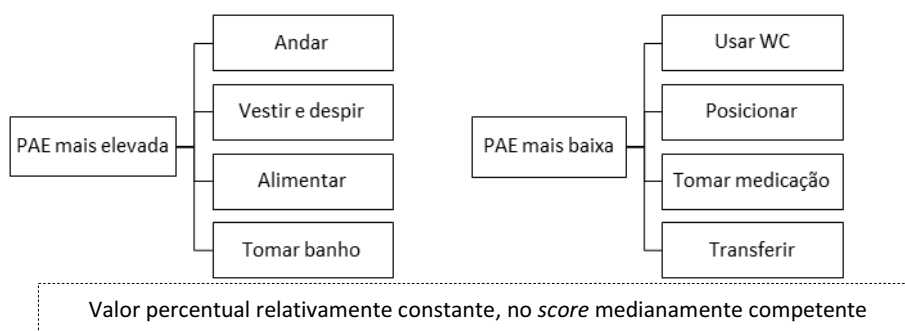 PAE mais elevada
Andar
Vestir e despir
Alimentar
Tomar banho
PAE mais baixa
Usar WC
Posicionar
Tomar medicação
Transferir
Valor percentual relativamente constante, no score medianamente competente